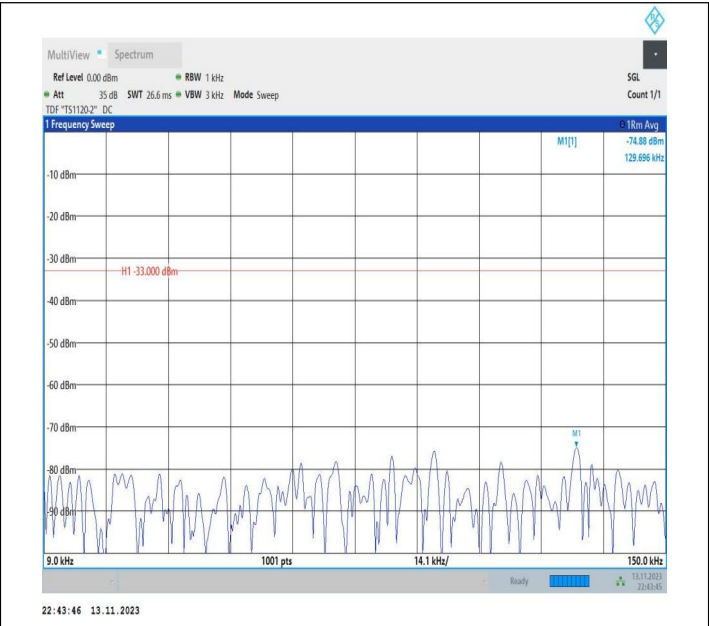 R S
MultiView Spectrum
Ref Level 0.00 dBm RBW 1 kHz SGL
Att 35 dB SWT 26.6 ms VBW 3 kHz Mode Sweep Count 1/1
TDF "TS1120-2" DC
1 Frequency Sweep 1Rm Avg
M1[1] -74.88 dBm
129.696 kHz
-10 dBm
-20 dBm
-30 dBm
H1 -33.000 dBm
-40 dBm
-50 dBm
-60 dBm
-70 dBm
M1
-80 dBm
-90 dBm
9.0 kHz 1001 pts 14.1 kHz/ 150.0 kHz
Ready 13.11.2023
22:43:45
22:43:46 13.11.2023